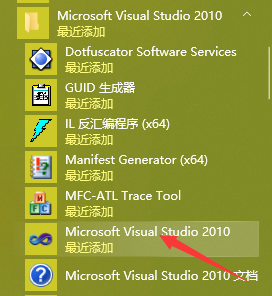 Microsoft Visual Studio 2010
最近添加
Dotfuscator Software Services
最近添加
GUID 生成器
最近添加
IL 反汇编程序 (x64)
最近添加
Manifest Generator (x64)
最近添加
MFC-ATL Trace Tool
最近添加
Microsoft Visual Studio 2010
最近添加
Microsoft Visual Studio 2010 文档